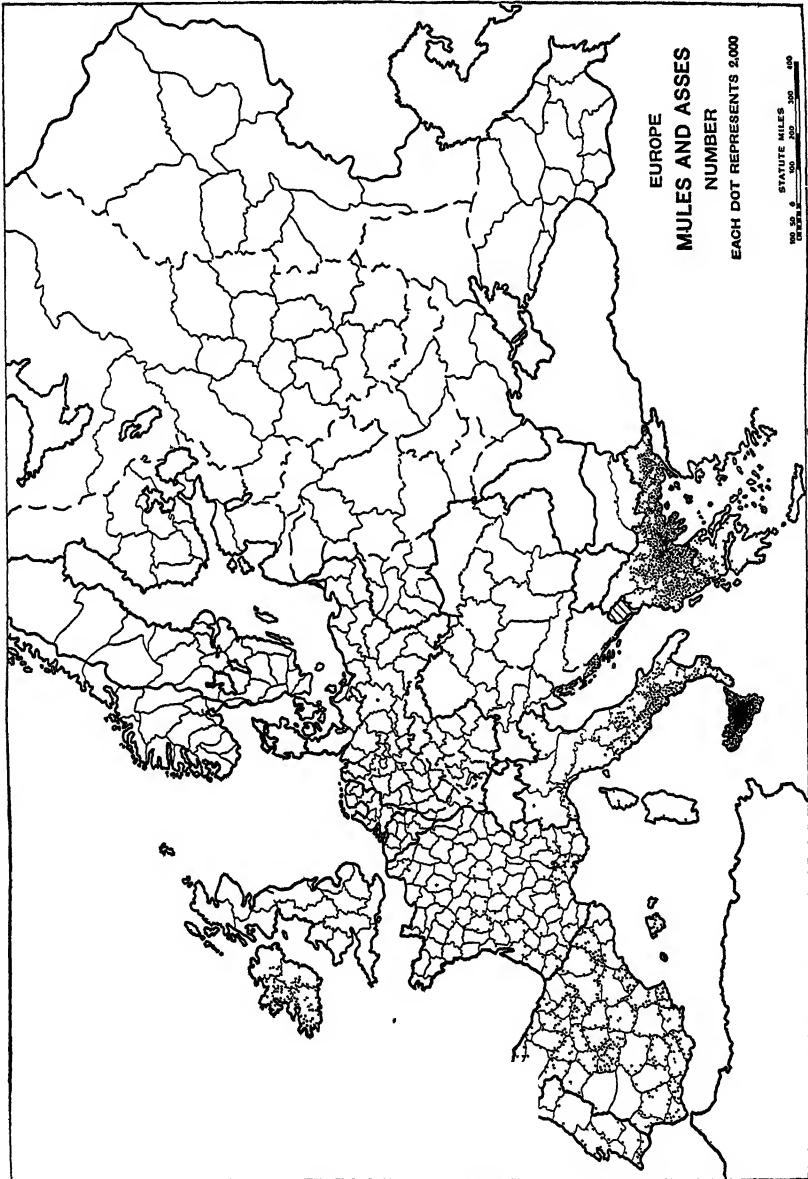 EUROPE
MULES AND ASSES
NUMBER
EACH DOT REPRESENTS 2,000
STATUTE MILES
100 50 0 100 200 300 400